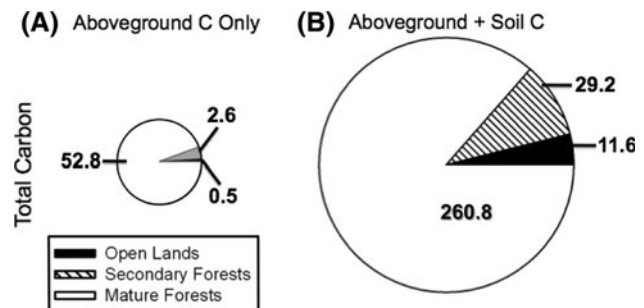 (A) Aboveground C Only
(B) Aboveground + Soil C
Total Carbon
2.6
52.8
0.5
29.2
11.6
260.8
Open Lands
Secondary Forests
Mature Forests